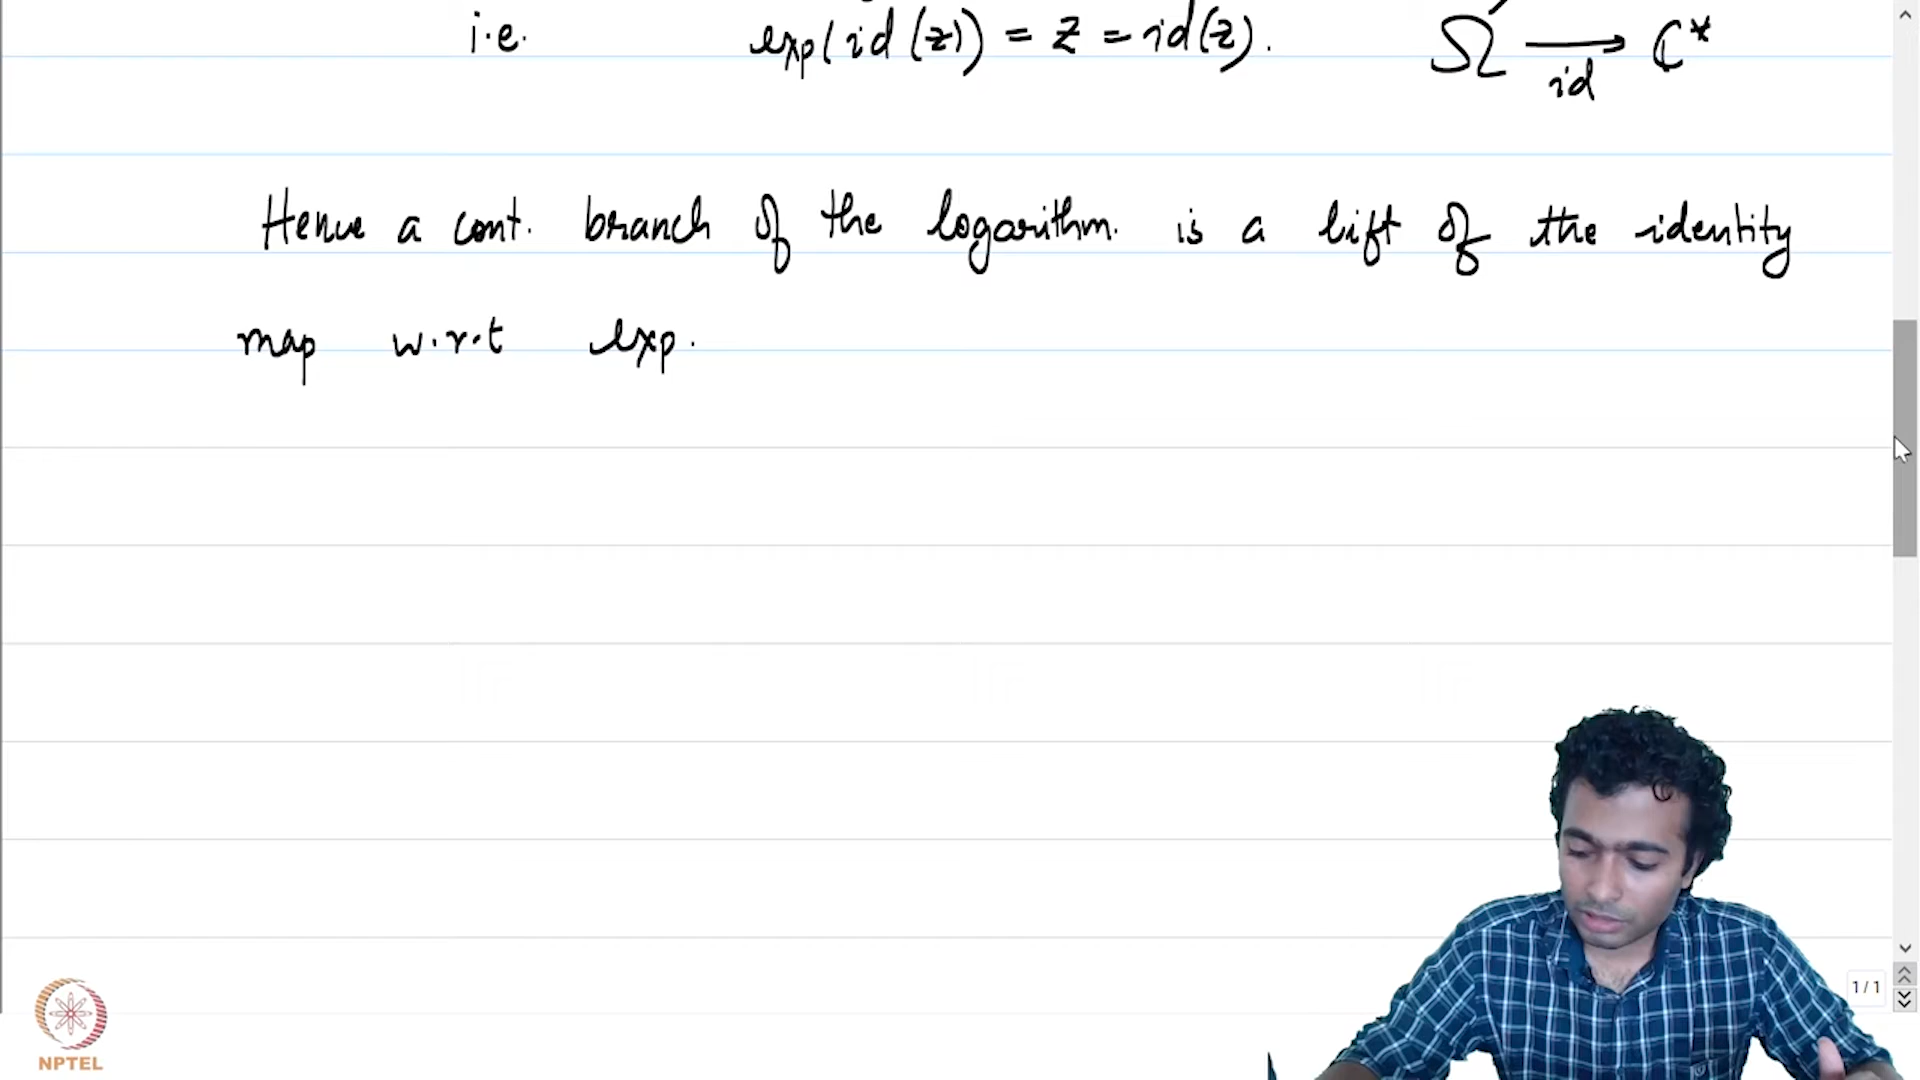 i.e. exp(id(z)) = z = id(z). Ω → ℂ*
id
Hence a cont. branch of the logarithm. is a lift of the identity
map w.r.t exp.
1 / 1
NPTEL